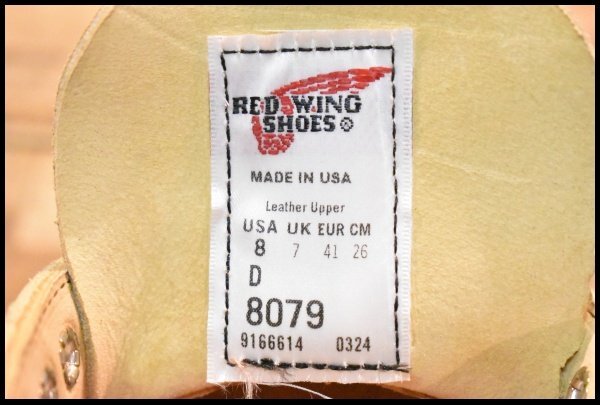 RED WING
SHOES®
MADE IN USA
Leather Upper
USA UK EUR CM
8 7 41 26
D
8079
9166614 0324